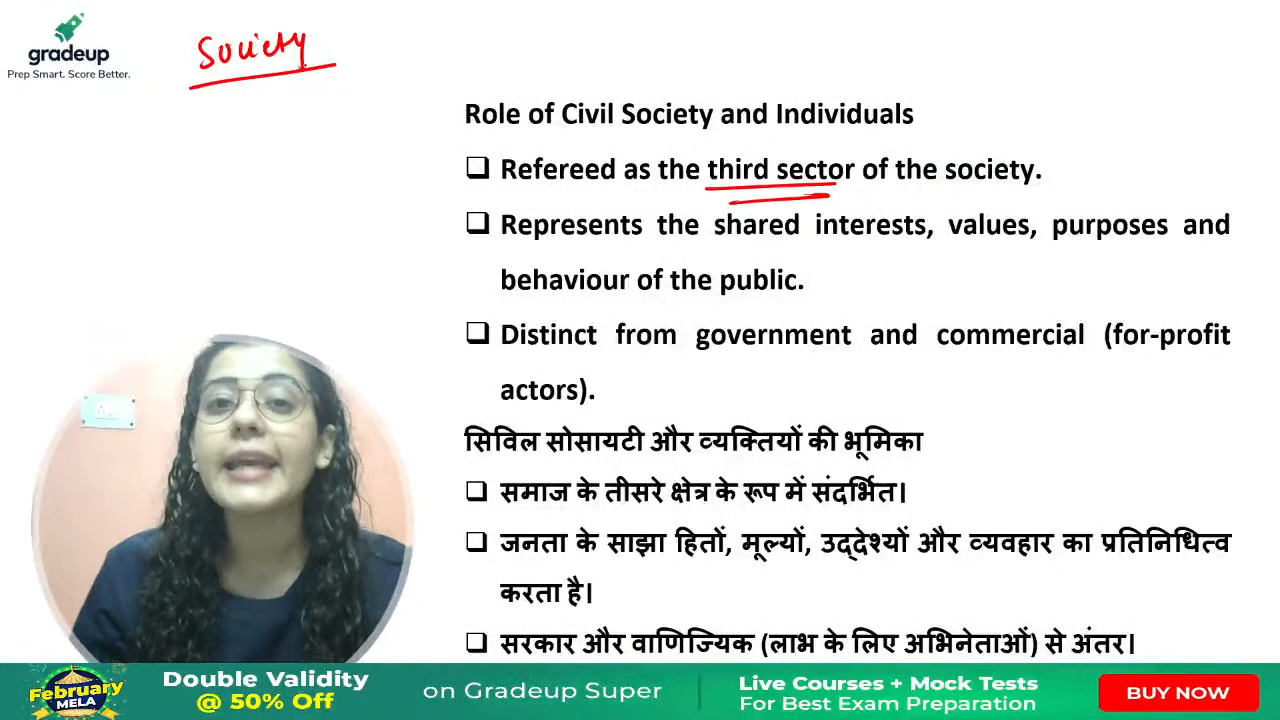 gradeup
Prep Smart. Score Better.
Society
Role of Civil Society and Individuals
❑ Refereed as the third sector of the society.
❑ Represents the shared interests, values, purposes and
behaviour of the public.
❑ Distinct from government and commercial (for-profit
actors).
सिविल सोसायटी और व्यक्तियों की भूमिका
❑ समाज के तीसरे क्षेत्र के रूप में संदर्भित।
❑ जनता के साझा हितों, मूल्यों, उद्देश्यों और व्यवहार का प्रतिनिधित्व
करता है।
❑ सरकार और वाणिज्यिक (लाभ के लिए अभिनेताओं) से अंतर।
February
MELA
Double Validity
@ 50% Off
on Gradeup Super
Live Courses + Mock Tests
For Best Exam Preparation
BUY NOW